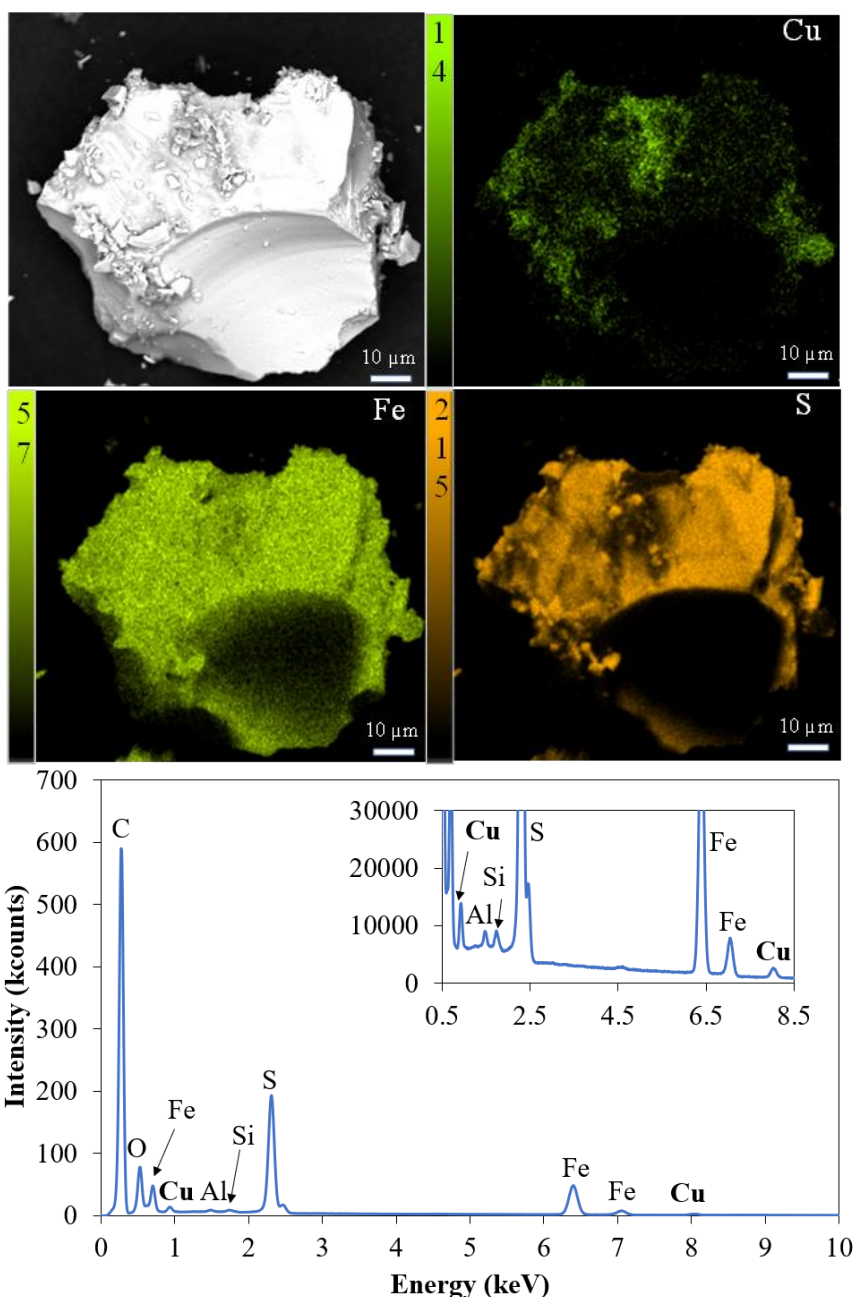 10 µm
1
4
Cu
10 µm
5
7
Fe
10 µm
2
1
5
S
10 µm
700
600
500
400
300
200
100
0
Intensity (kcounts)
C
O
Fe
Cu
Al
Si
S
Fe
Fe
Cu
30000
20000
10000
0
Cu
Al
Si
S
Fe
Fe
Cu
0.5 2.5 4.5 6.5 8.5
0 1 2 3 4 5 6 7 8 9 10
Energy (keV)